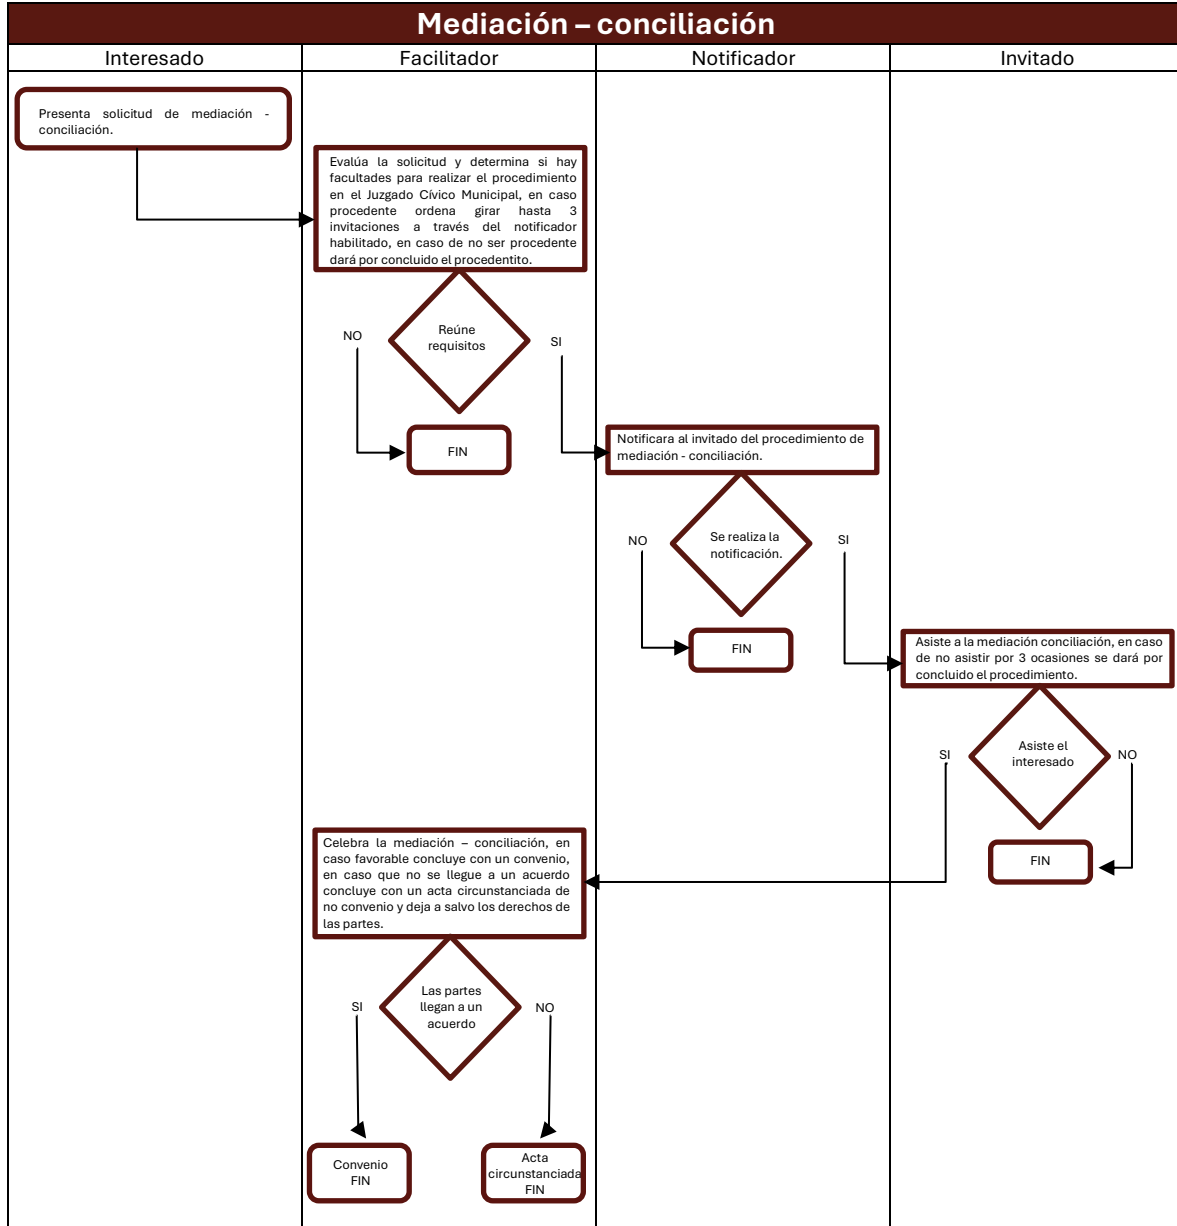 Mediación – conciliación
Interesado
Facilitador
Notificador
Invitado
Presenta solicitud de mediación -
conciliación.
Evalúa la solicitud y determina si hay
facultades para realizar el procedimiento
en el Juzgado Cívico Municipal, en caso
procedente ordena girar hasta 3
invitaciones a través del notificador
habilitado, en caso de no ser procedente
dará por concluido el procedentito.
Reúne
requisitos
NO
SI
FIN
Notificara al invitado del procedimiento de
mediación - conciliación.
Se realiza la
notificación.
NO
SI
FIN
Asiste a la mediación conciliación, en caso
de no asistir por 3 ocasiones se dará por
concluido el procedimiento.
Asiste el
interesado
SI
NO
FIN
Celebra la mediación – conciliación, en
caso favorable concluye con un convenio,
en caso que no se llegue a un acuerdo
concluye con un acta circunstanciada de
no convenio y deja a salvo los derechos de
las partes.
Las partes
llegan a un
acuerdo
SI
NO
Convenio
FIN
Acta
circunstanciada
FIN